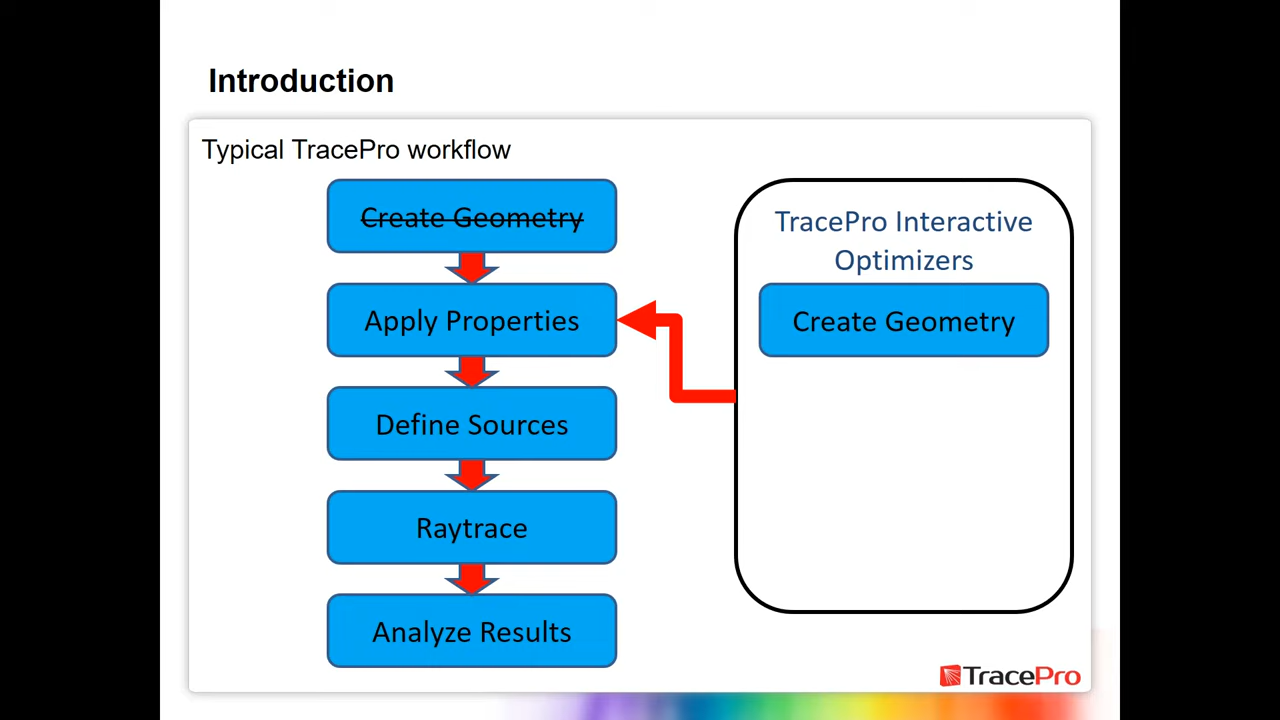 Introduction
Typical TracePro workflow
Create Geometry
Apply Properties
Define Sources
Raytrace
Analyze Results
TracePro Interactive
Optimizers
Create Geometry
TracePro